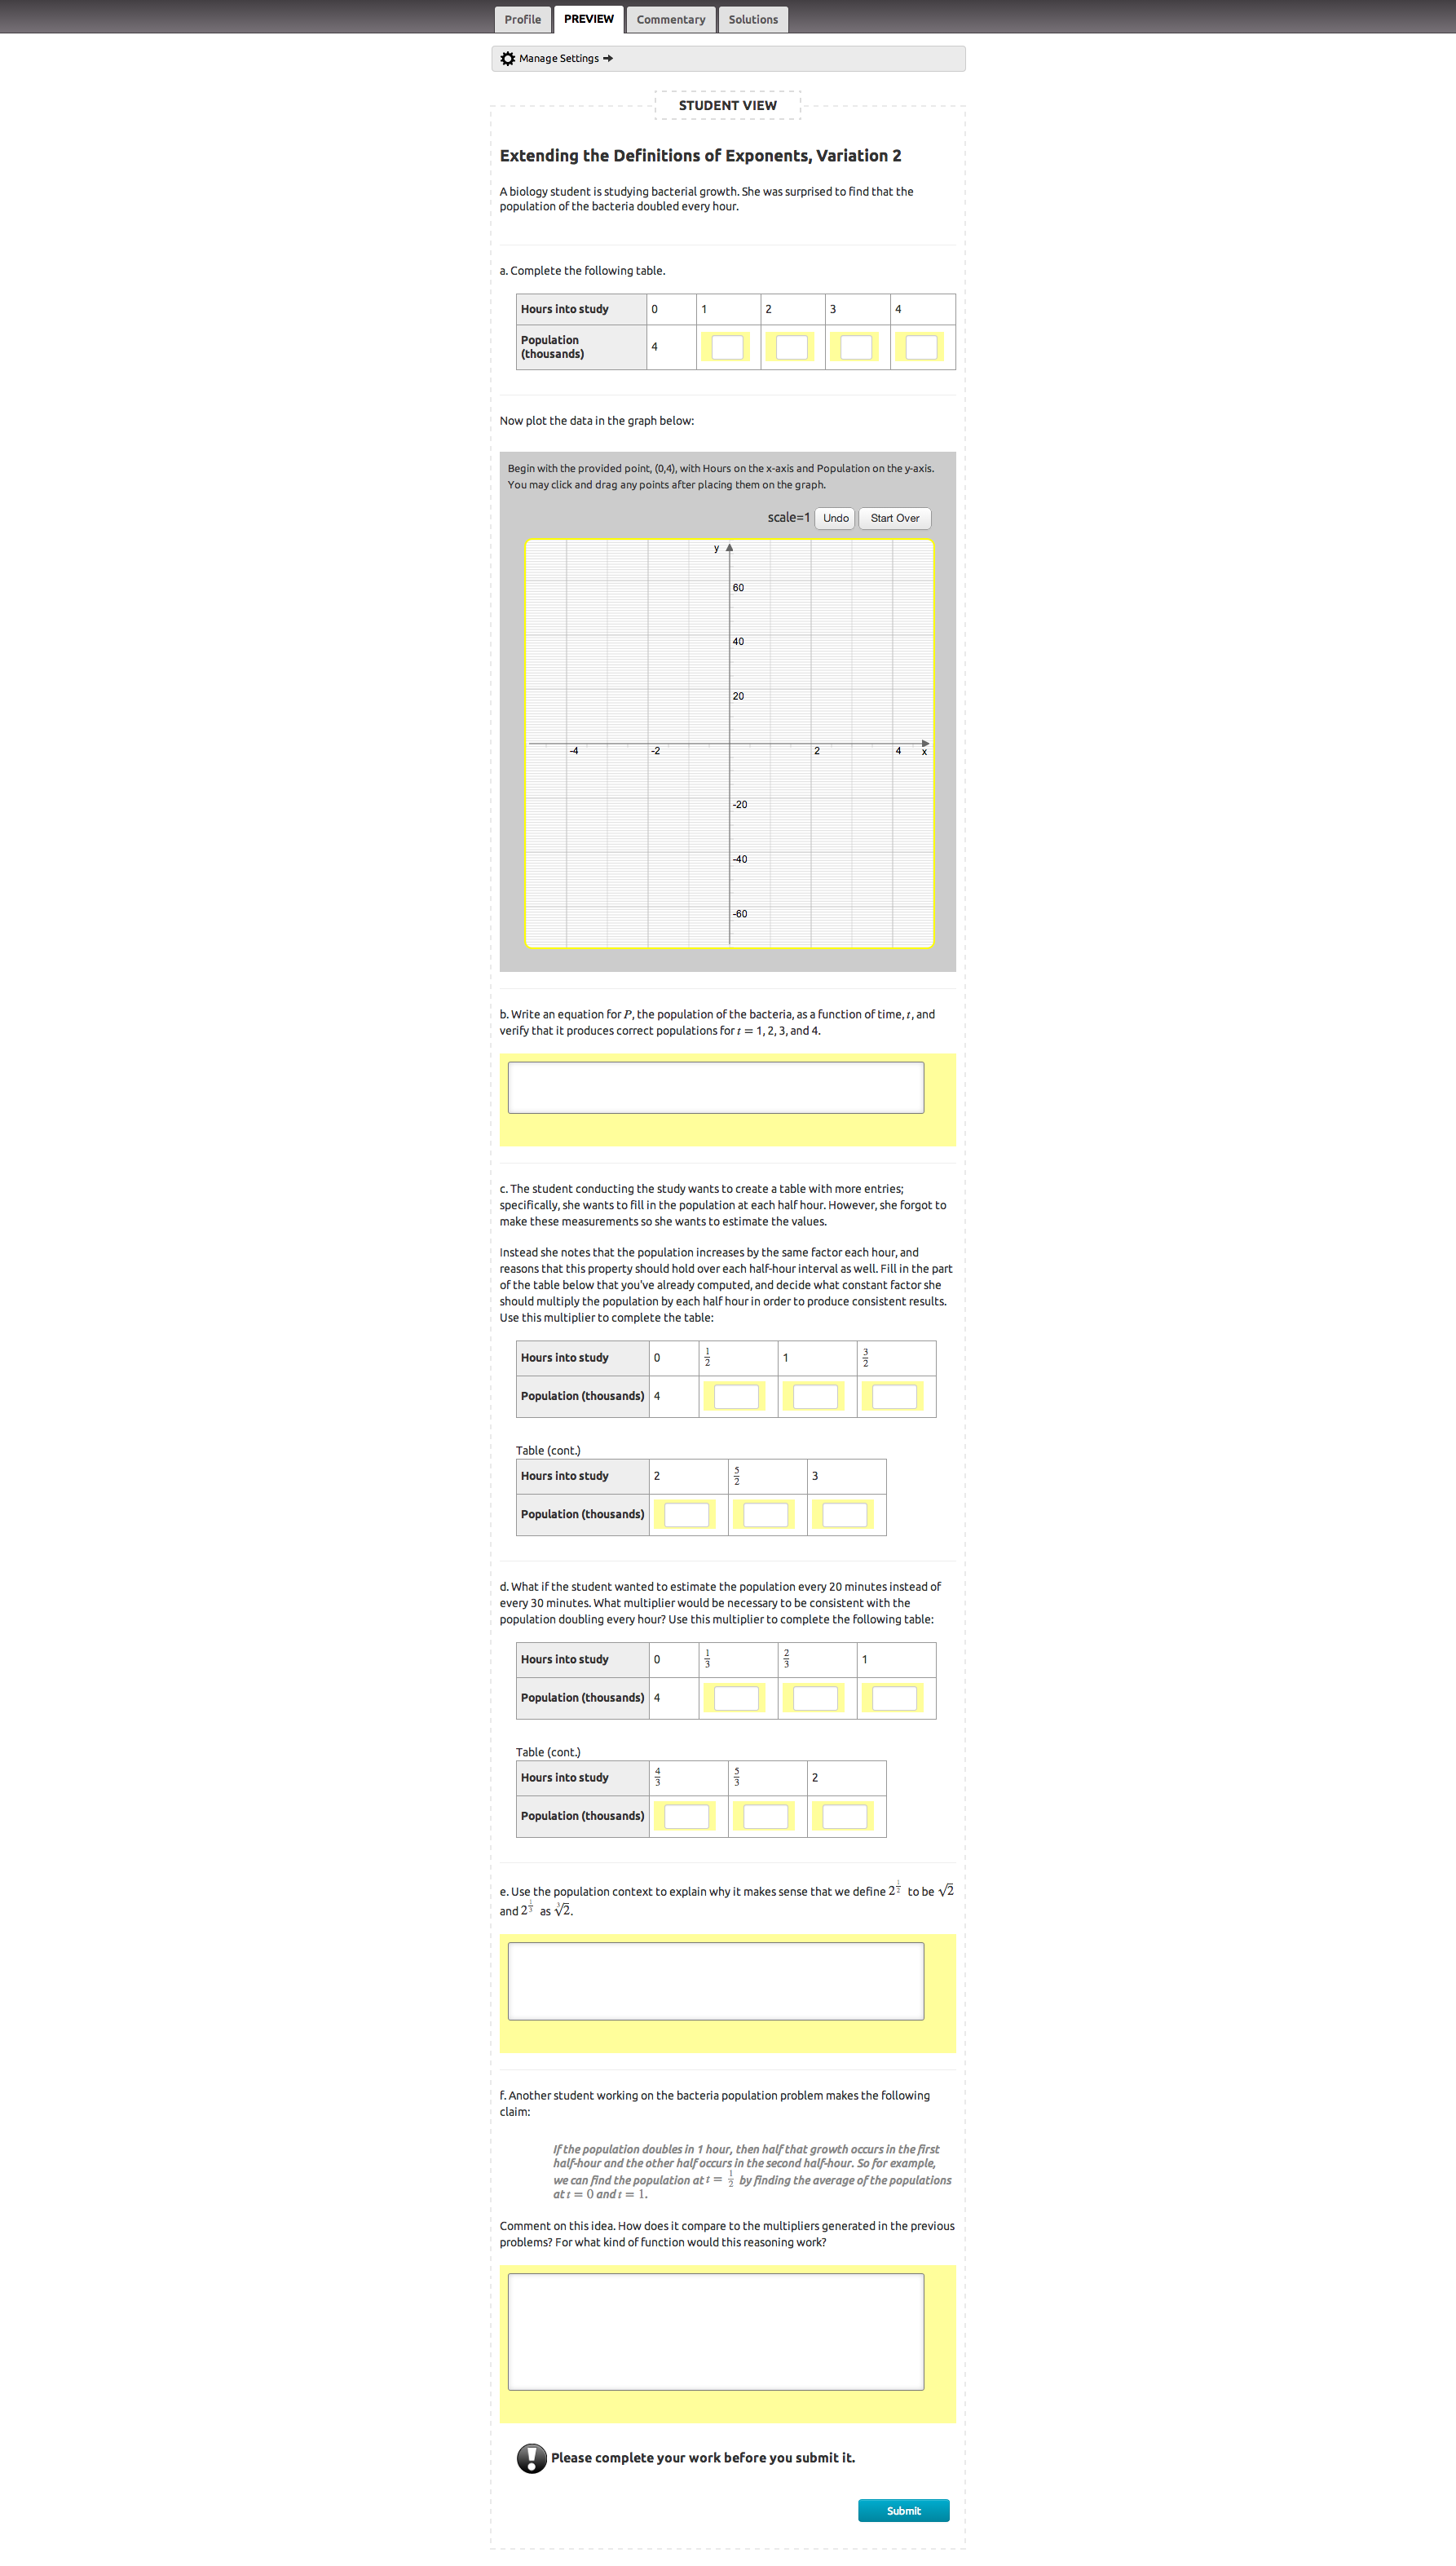 Profile PREVIEW Commentary Solutions
Manage Settings ➔
STUDENT VIEW
Extending the Definitions of Exponents, Variation 2
A biology student is studying bacterial growth. She was surprised to find that the
population of the bacteria doubled every hour.
a. Complete the following table.
Hours into study 0 1 2 3 4
Population
(thousands) 4
Now plot the data in the graph below:
Begin with the provided point, (0,4), with Hours on the x-axis and Population on the y-axis.
You may click and drag any points after placing them on the graph.
scale=1 Undo Start Over
y
60
40
20
-4 -2 2 4 x
-20
-40
-60
b. Write an equation for P, the population of the bacteria, as a function of time, t, and
verify that it produces correct populations for t = 1, 2, 3, and 4.
c. The student conducting the study wants to create a table with more entries;
specifically, she wants to fill in the population at each half hour. However, she forgot to
make these measurements so she wants to estimate the values.
Instead she notes that the population increases by the same factor each hour, and
reasons that this property should hold over each half-hour interval as well. Fill in the part
of the table below that you've already computed, and decide what constant factor she
should multiply the population by each half hour in order to produce consistent results.
Use this multiplier to complete the table:
Hours into study 0 1/2 1 3/2
Population (thousands) 4
Table (cont.)
Hours into study 2 5/2 3
Population (thousands)
d. What if the student wanted to estimate the population every 20 minutes instead of
every 30 minutes. What multiplier would be necessary to be consistent with the
population doubling every hour? Use this multiplier to complete the following table:
Hours into study 0 1/3 2/3 1
Population (thousands) 4
Table (cont.)
Hours into study 4/3 5/3 2
Population (thousands)
e. Use the population context to explain why it makes sense that we define 2^(1/2) to be √2
and 2^(1/3) as ∛2.
f. Another student working on the bacteria population problem makes the following
claim:
If the population doubles in 1 hour, then half that growth occurs in the first
half-hour and the other half occurs in the second half-hour. So for example,
we can find the population at t = 1/2 by finding the average of the populations
at t = 0 and t = 1.
Comment on this idea. How does it compare to the multipliers generated in the previous
problems? For what kind of function would this reasoning work?
Please complete your work before you submit it.
Submit